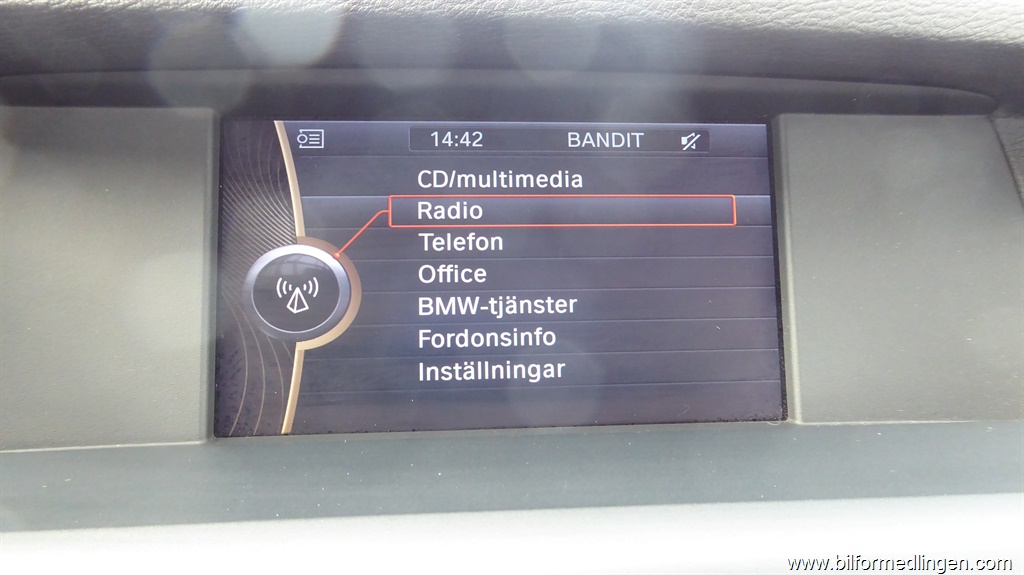 14:42 BANDIT
CD/multimedia
Radio
Telefon
Office
BMW-tjänster
Fordonsinfo
Inställningar
www.bilformedlingen.com